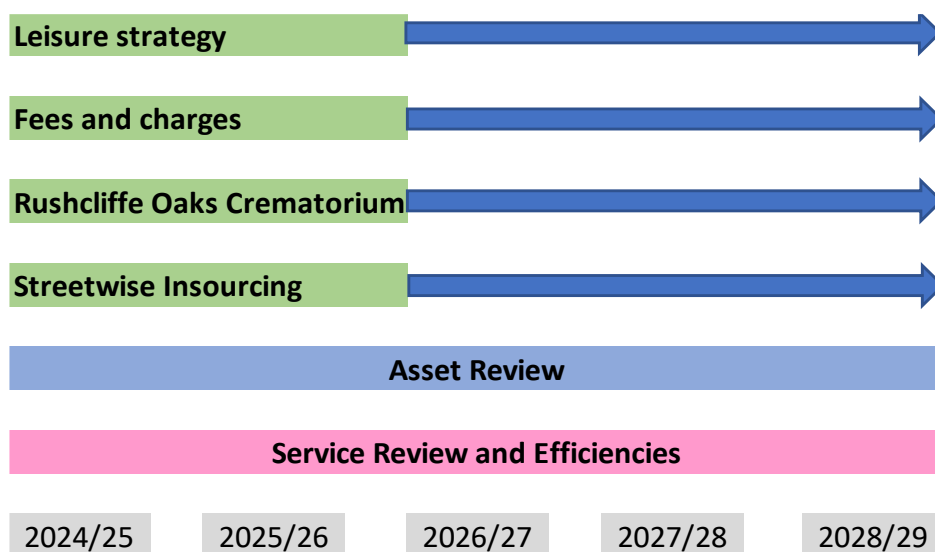 Leisure strategy
Fees and charges
Rushcliffe Oaks Crematorium
Streetwise Insourcing
Asset Review
Service Review and Efficiencies
2024/25 2025/26 2026/27 2027/28 2028/29